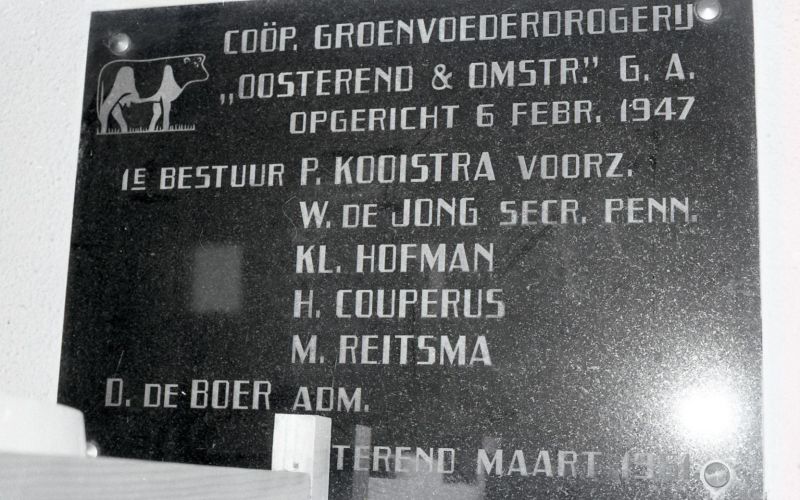 COÖP. GROENVOEDERDROGERIJ
„OOSTEREND & OMSTR.” G. A.
OPGERICHT 6 FEBR. 1947
1E BESTUUR P. KOOISTRA VOORZ.
W. DE JONG SECR. PENN.
KL. HOFMAN
H. COUPERUS
M. REITSMA
D. DE BOER ADM.
TEREND MAART